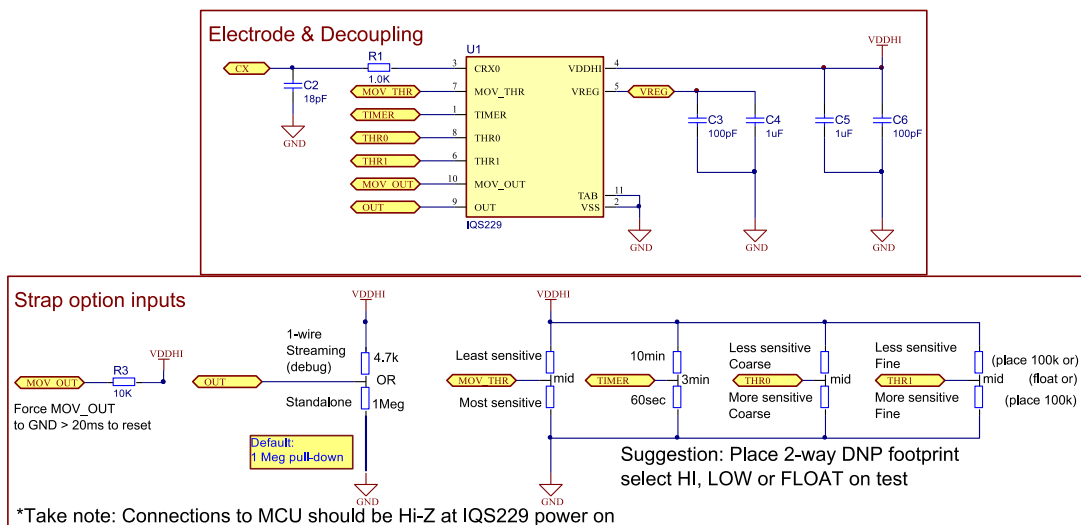 Electrode & Decoupling
U1
VDDHI
CX
R1
1.0K
C2
18pF
GND
MOV_THR
TIMER
THR0
THR1
MOV_OUT
OUT
3
7
1
8
6
10
9
CRX0
MOV_THR
TIMER
THR0
THR1
MOV_OUT
OUT
IQS229
VDDHI
VREG
TAB
VSS
4
5
11
2
GND
VREG
C3
100pF
C4
1uF
GND
C5
1uF
C6
100pF
GND
Strap option inputs
MOV_OUT
R3
10K
VDDHI
Force MOV_OUT
to GND > 20ms to reset
VDDHI
1-wire
Streaming
(debug)
4.7k
OUT
OR
Standalone
1Meg
Default:
1 Meg pull-down
GND
VDDHI
Least sensitive
MOV_THR
mid
Most sensitive
GND
10min
TIMER
3min
60sec
Less sensitive
Coarse
THR0
mid
More sensitive
Coarse
Less sensitive
Fine
THR1
mid
More sensitive
Fine
(place 100k or)
(float or)
(place 100k)
Suggestion: Place 2-way DNP footprint
select HI, LOW or FLOAT on test
*Take note: Connections to MCU should be Hi-Z at IQS229 power on